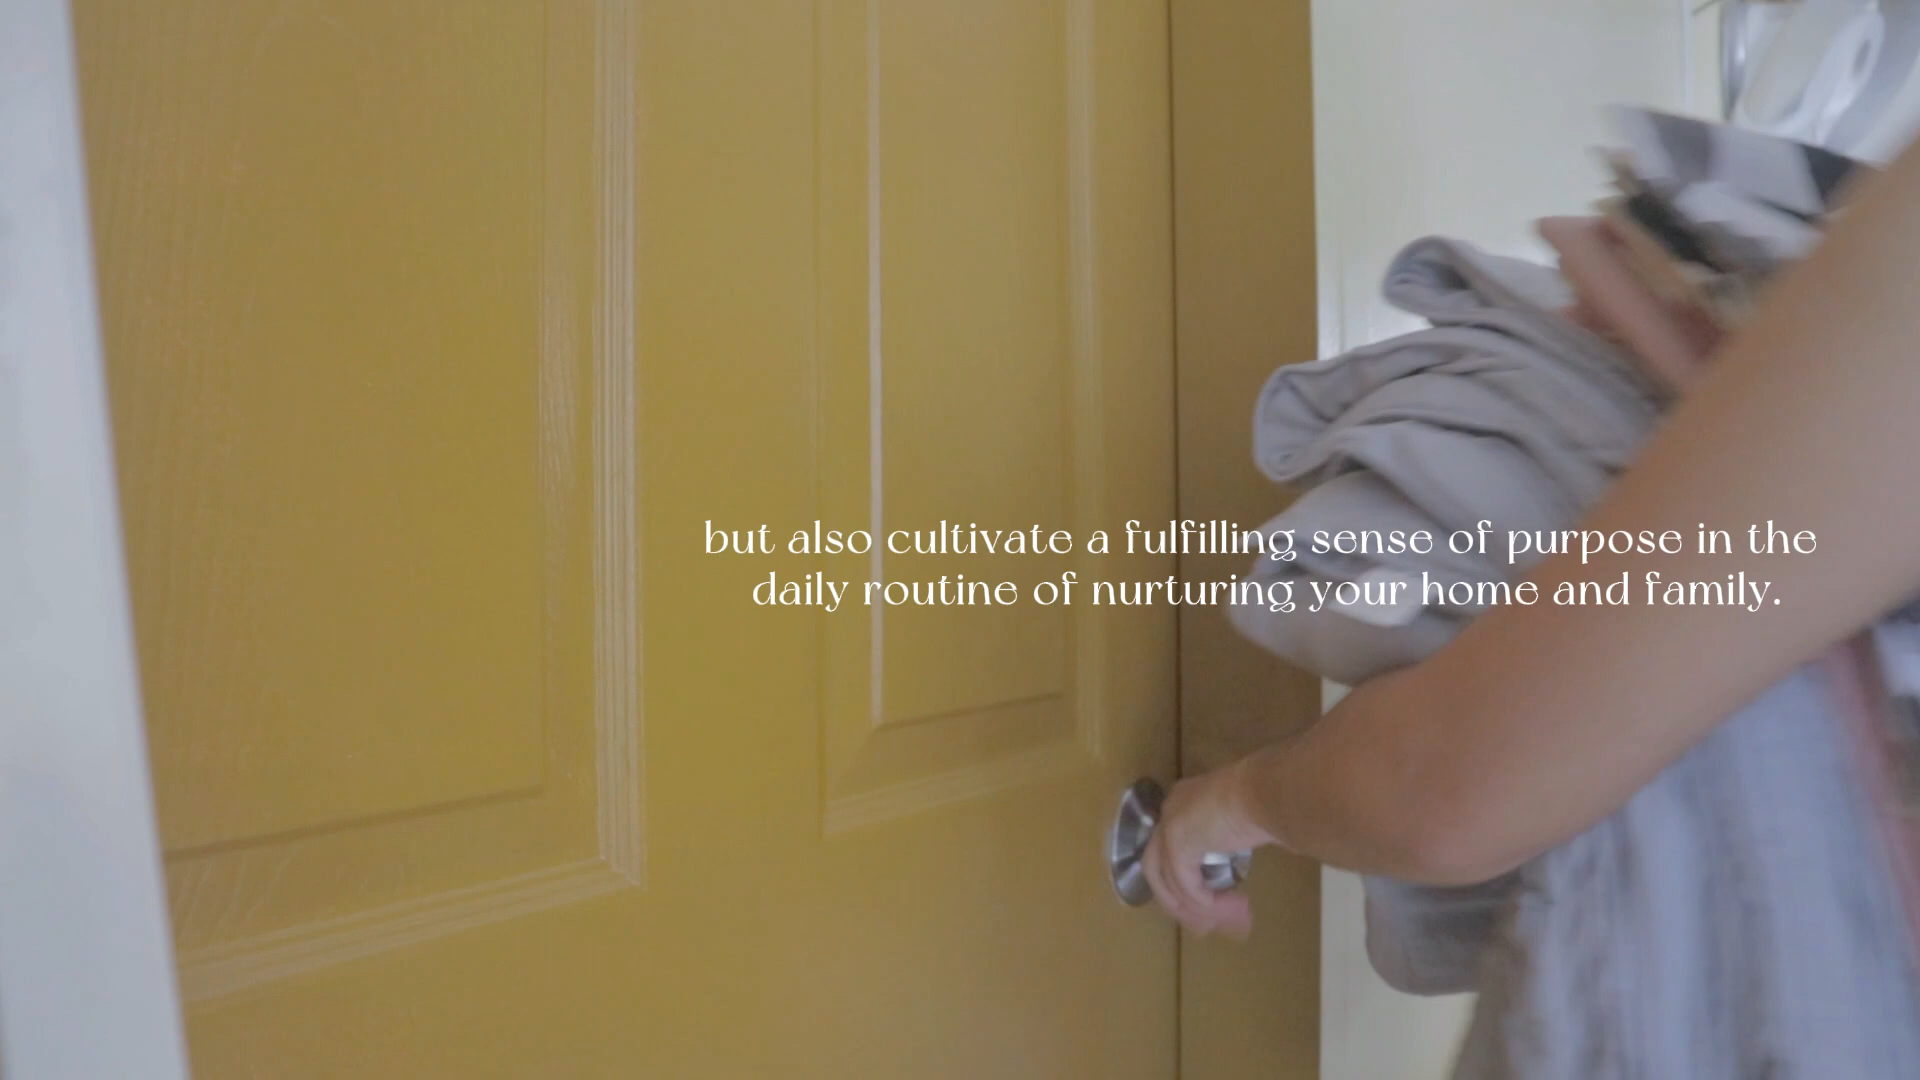 but also cultivate a fulfilling sense of purpose in the
daily routine of nurturing your home and family.